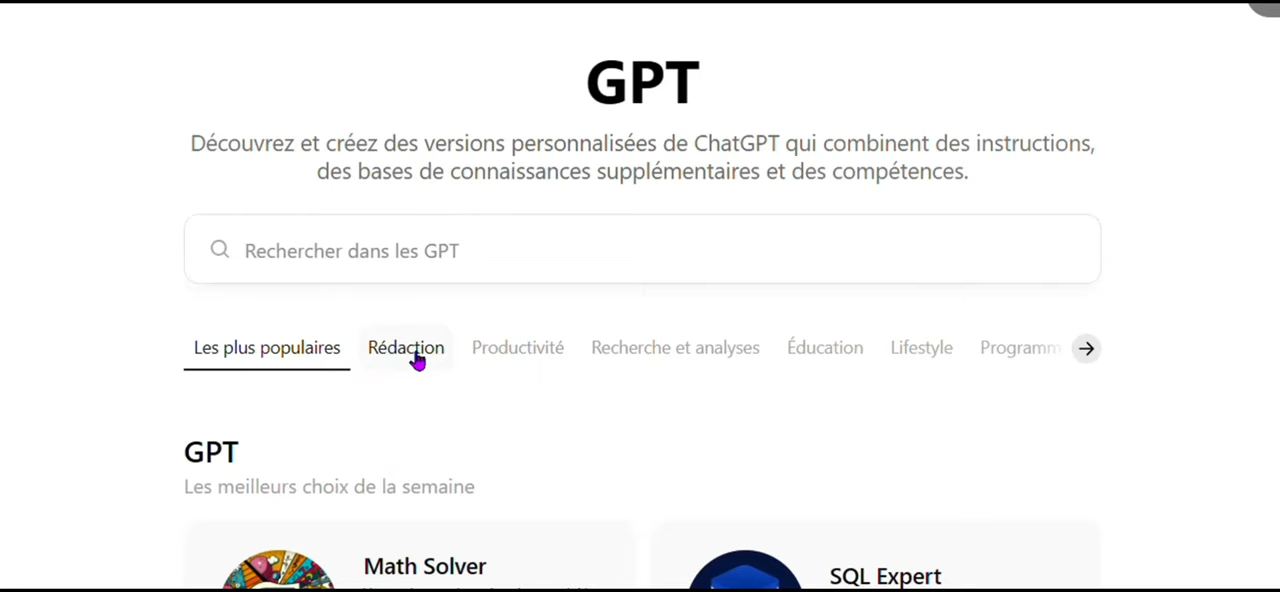 GPT
Découvrez et créez des versions personnalisées de ChatGPT qui combinent des instructions,
des bases de connaissances supplémentaires et des compétences.
Rechercher dans les GPT
Les plus populaires Rédaction Productivité Recherche et analyses Éducation Lifestyle Programm
GPT
Les meilleurs choix de la semaine
Math Solver
SQL Expert